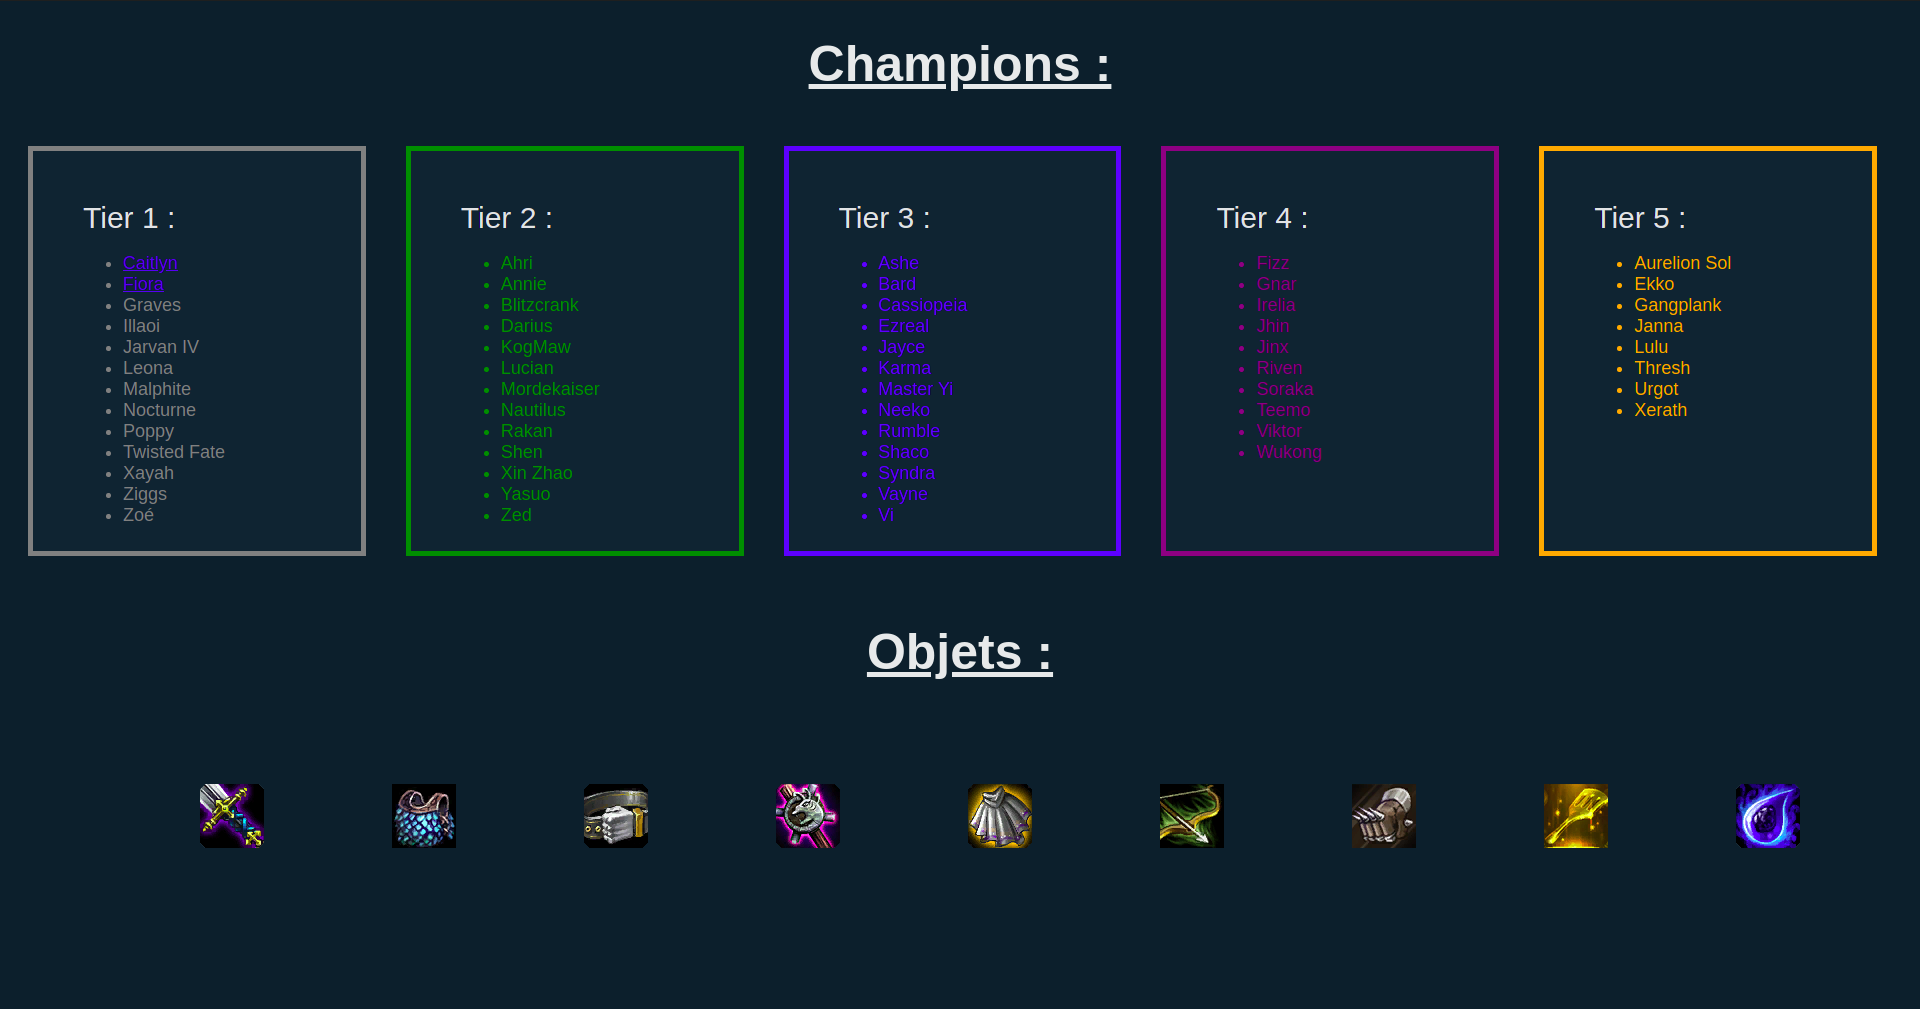 Champions :
Tier 1 :
Caitlyn
Fiora
Graves
Illaoi
Jarvan IV
Leona
Malphite
Nocturne
Poppy
Twisted Fate
Xayah
Ziggs
Zoé
Tier 2 :
Ahri
Annie
Blitzcrank
Darius
KogMaw
Lucian
Mordekaiser
Nautilus
Rakan
Shen
Xin Zhao
Yasuo
Zed
Tier 3 :
Ashe
Bard
Cassiopeia
Ezreal
Jayce
Karma
Master Yi
Neeko
Rumble
Shaco
Syndra
Vayne
Vi
Tier 4 :
Fizz
Gnar
Irelia
Jhin
Jinx
Riven
Soraka
Teemo
Viktor
Wukong
Tier 5 :
Aurelion Sol
Ekko
Gangplank
Janna
Lulu
Thresh
Urgot
Xerath
Objets :